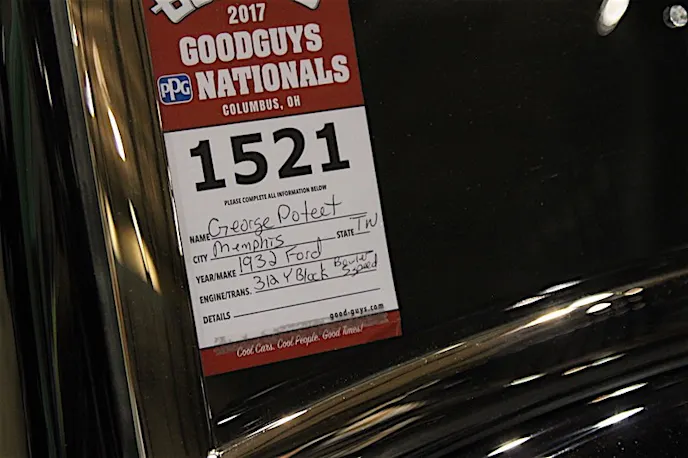 2017
GOODGUYS
PPG NATIONALS
COLUMBUS, OH
1521
PLEASE COMPLETE ALL INFORMATION BELOW
NAME George Poteet
CITY Memphis STATE TN
YEAR/MAKE 1932 Ford
ENGINE/TRANS. 312 Y Block 5speed
DETAILS
good-guys.com
Cool Cars. Cool People. Good Times!